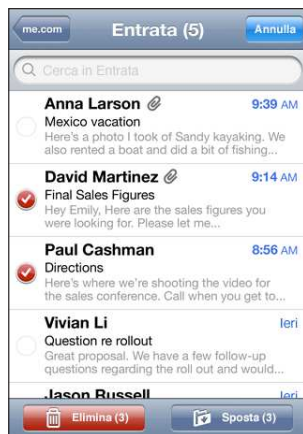 me.com Entrata (5) Annulla
Cerca in Entrata
Anna Larson 9:39 AM
Mexico vacation
Here's a photo I took of Sandy kayaking. We
also rented a boat and did a bit of fishing...
David Martinez 9:14 AM
Final Sales Figures
Hey Emily, Here are the sales figures you
were looking for. Please let me...
Paul Cashman 8:56 AM
Directions
Here's where we're shooting the video for
the sales conference. Call when you get to...
Vivian Li Ieri
Question re rollout
Great proposal. We have a few follow-up
questions regarding the roll out and would...
Jason Russell Ieri
Elimina (3) Sposta (3)